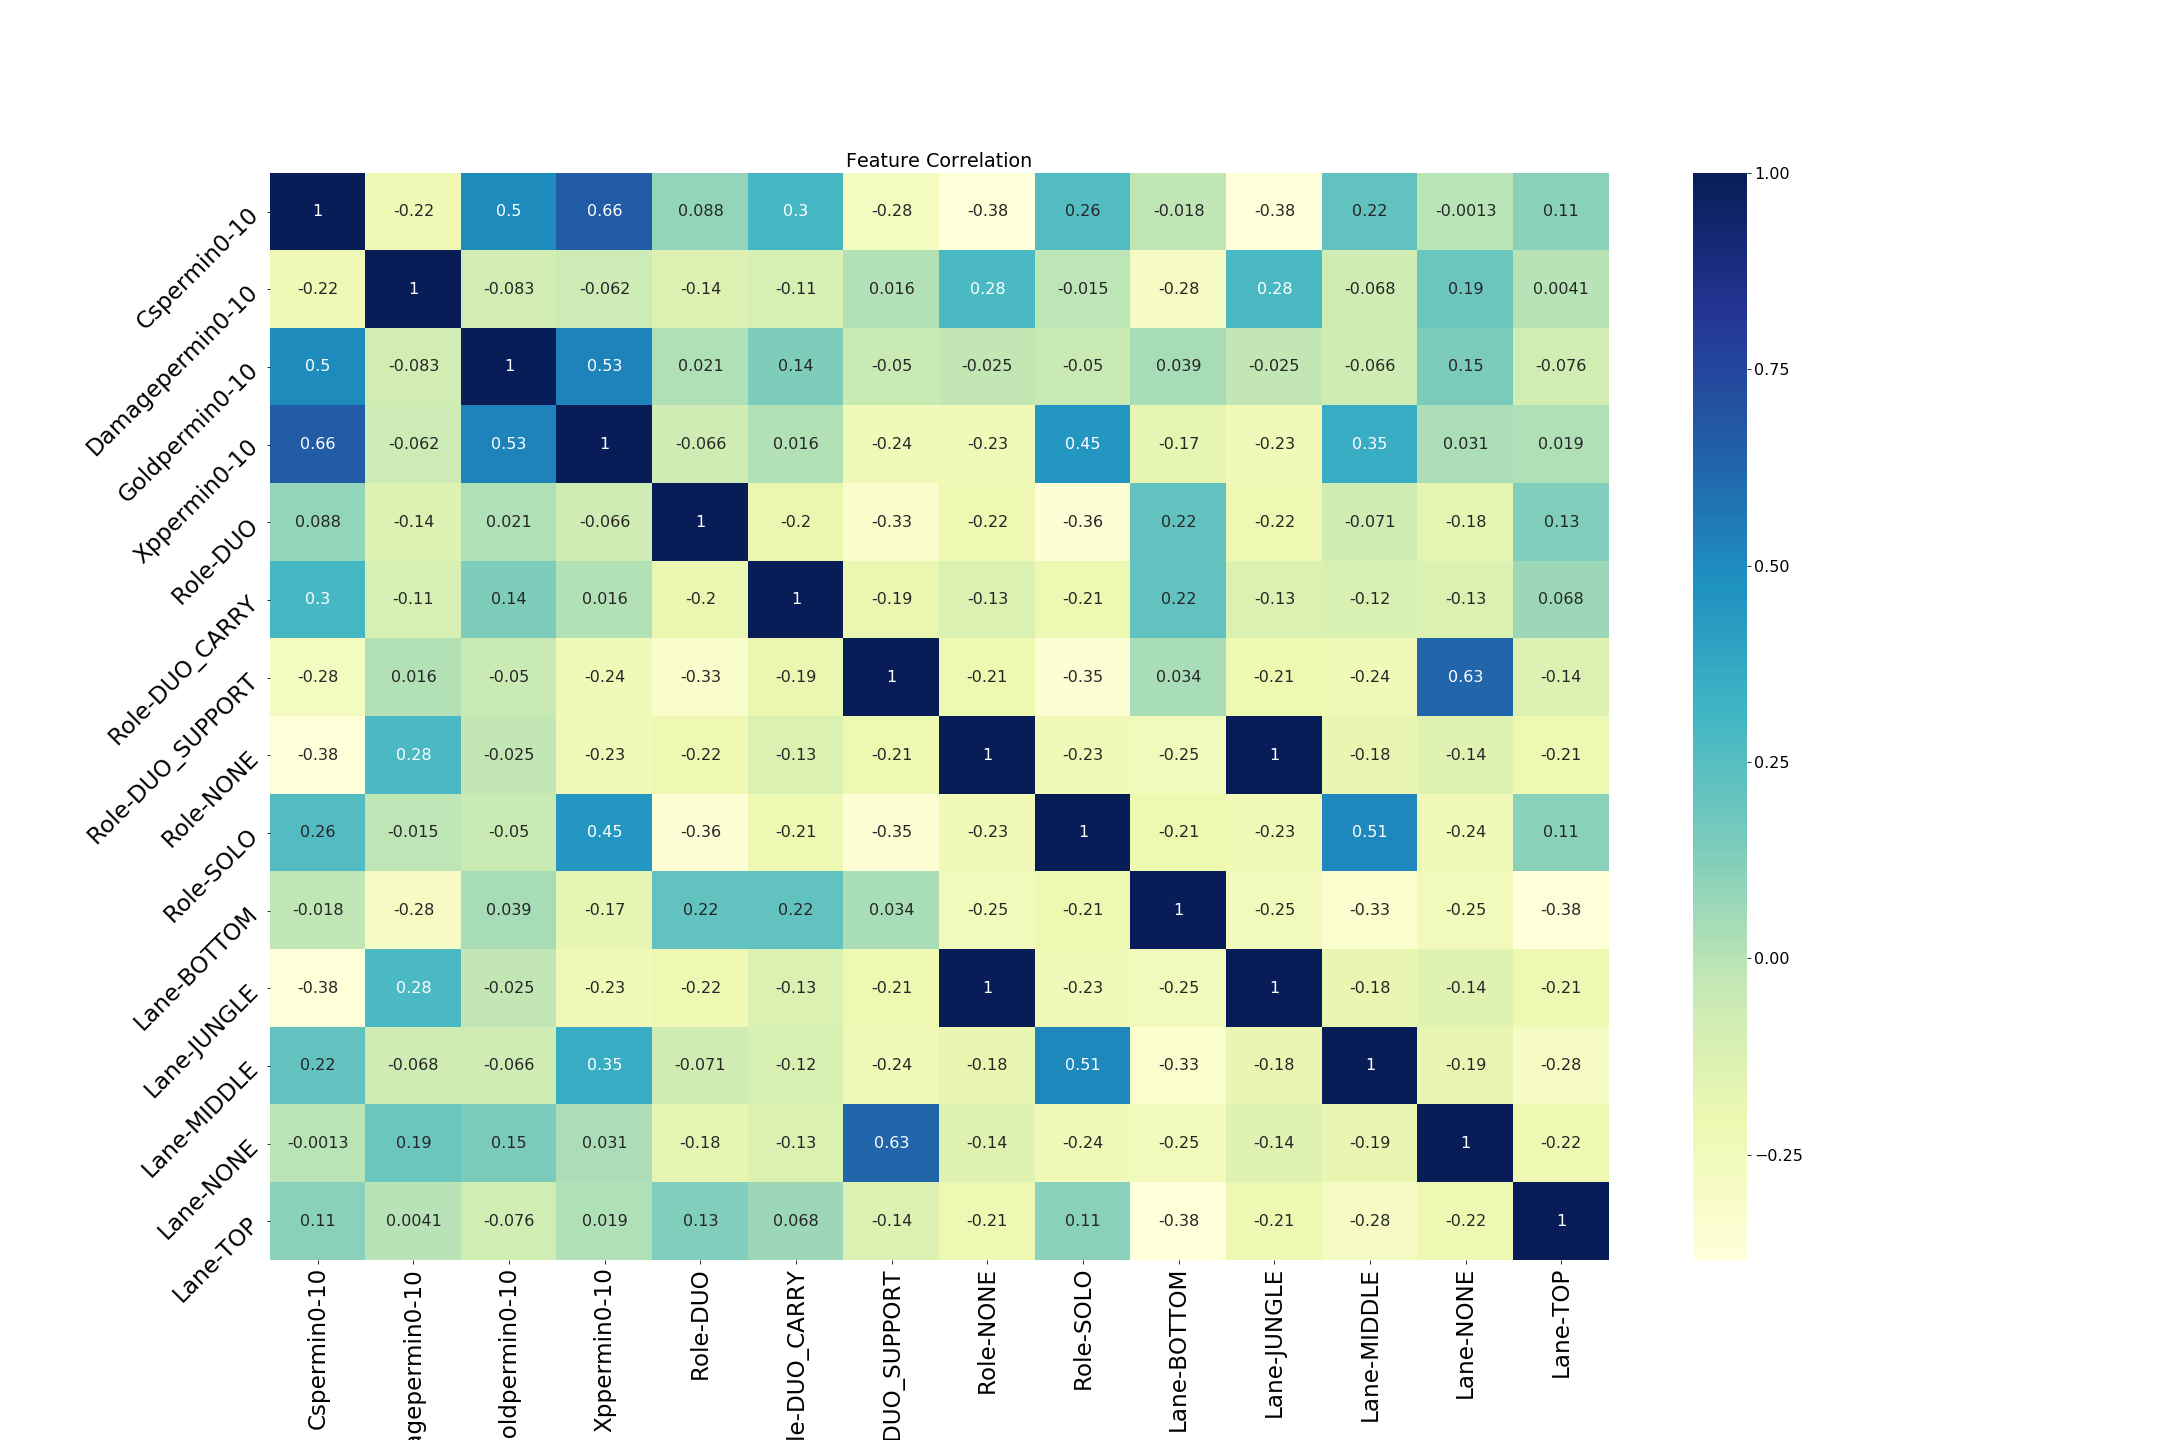 Feature Correlation
Cspermin0-10 1 -0.22 0.5 0.66 0.088 0.3 -0.28 -0.38 0.26 -0.018 -0.38 0.22 -0.0013 0.11
Damagepermin0-10 -0.22 1 -0.083 -0.062 -0.14 -0.11 0.016 0.28 -0.015 -0.28 0.28 -0.068 0.19 0.0041
Goldpermin0-10 0.5 -0.083 1 0.53 0.021 0.14 -0.05 -0.025 -0.05 0.039 -0.025 -0.066 0.15 -0.076
Xppermin0-10 0.66 -0.062 0.53 1 -0.066 0.016 -0.24 -0.23 0.45 -0.17 -0.23 0.35 0.031 0.019
Role-DUO 0.088 -0.14 0.021 -0.066 1 -0.2 -0.33 -0.22 -0.36 0.22 -0.22 -0.071 -0.18 0.13
Role-DUO_CARRY 0.3 -0.11 0.14 0.016 -0.2 1 -0.19 -0.13 -0.21 0.22 -0.13 -0.12 -0.13 0.068
Role-DUO_SUPPORT -0.28 0.016 -0.05 -0.24 -0.33 -0.19 1 -0.21 -0.35 0.034 -0.21 -0.24 0.63 -0.14
Role-NONE -0.38 0.28 -0.025 -0.23 -0.22 -0.13 -0.21 1 -0.23 -0.25 1 -0.18 -0.14 -0.21
Role-SOLO 0.26 -0.015 -0.05 0.45 -0.36 -0.21 -0.35 -0.23 1 -0.21 -0.23 0.51 -0.24 0.11
Lane-BOTTOM -0.018 -0.28 0.039 -0.17 0.22 0.22 0.034 -0.25 -0.21 1 -0.25 -0.33 -0.25 -0.38
Lane-JUNGLE -0.38 0.28 -0.025 -0.23 -0.22 -0.13 -0.21 1 -0.23 -0.25 1 -0.18 -0.14 -0.21
Lane-MIDDLE 0.22 -0.068 -0.066 0.35 -0.071 -0.12 -0.24 -0.18 0.51 -0.33 -0.18 1 -0.19 -0.28
Lane-NONE -0.0013 0.19 0.15 0.031 -0.18 -0.13 0.63 -0.14 -0.24 -0.25 -0.14 -0.19 1 -0.22
Lane-TOP 0.11 0.0041 -0.076 0.019 0.13 0.068 -0.14 -0.21 0.11 -0.38 -0.21 -0.28 -0.22 1
Cspermin0-10
agepermin0-10
oldpermin0-10
Xppermin0-10
Role-DUO
le-DUO_CARRY
DUO_SUPPORT
Role-NONE
Role-SOLO
Lane-BOTTOM
Lane-JUNGLE
Lane-MIDDLE
Lane-NONE
Lane-TOP
1.00
0.75
0.50
0.25
0.00
−0.25